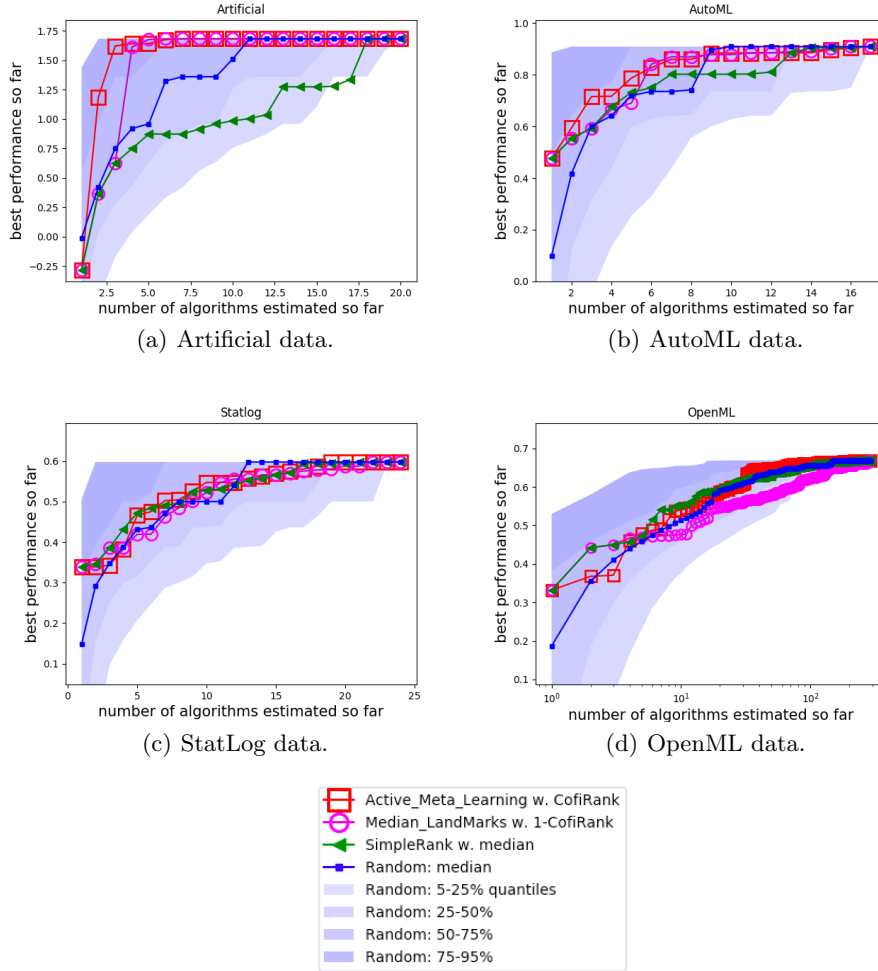 Artificial
1.75
1.50
1.25
1.00
0.75
0.50
0.25
0.00
−0.25
best performance so far
2.5 5.0 7.5 10.0 12.5 15.0 17.5 20.0
number of algorithms estimated so far
(a) Artificial data.
AutoML
1.0
0.8
0.6
0.4
0.2
0.0
best performance so far
2 4 6 8 10 12 14 16
number of algorithms estimated so far
(b) AutoML data.
Statlog
0.6
0.5
0.4
0.3
0.2
0.1
best performance so far
0 5 10 15 20 25
number of algorithms estimated so far
(c) StatLog data.
OpenML
0.7
0.6
0.5
0.4
0.3
0.2
0.1
best performance so far
10⁰ 10¹ 10²
number of algorithms estimated so far
(d) OpenML data.
Active_Meta_Learning w. CofiRank
Median_LandMarks w. 1-CofiRank
SimpleRank w. median
Random: median
Random: 5-25% quantiles
Random: 25-50%
Random: 50-75%
Random: 75-95%